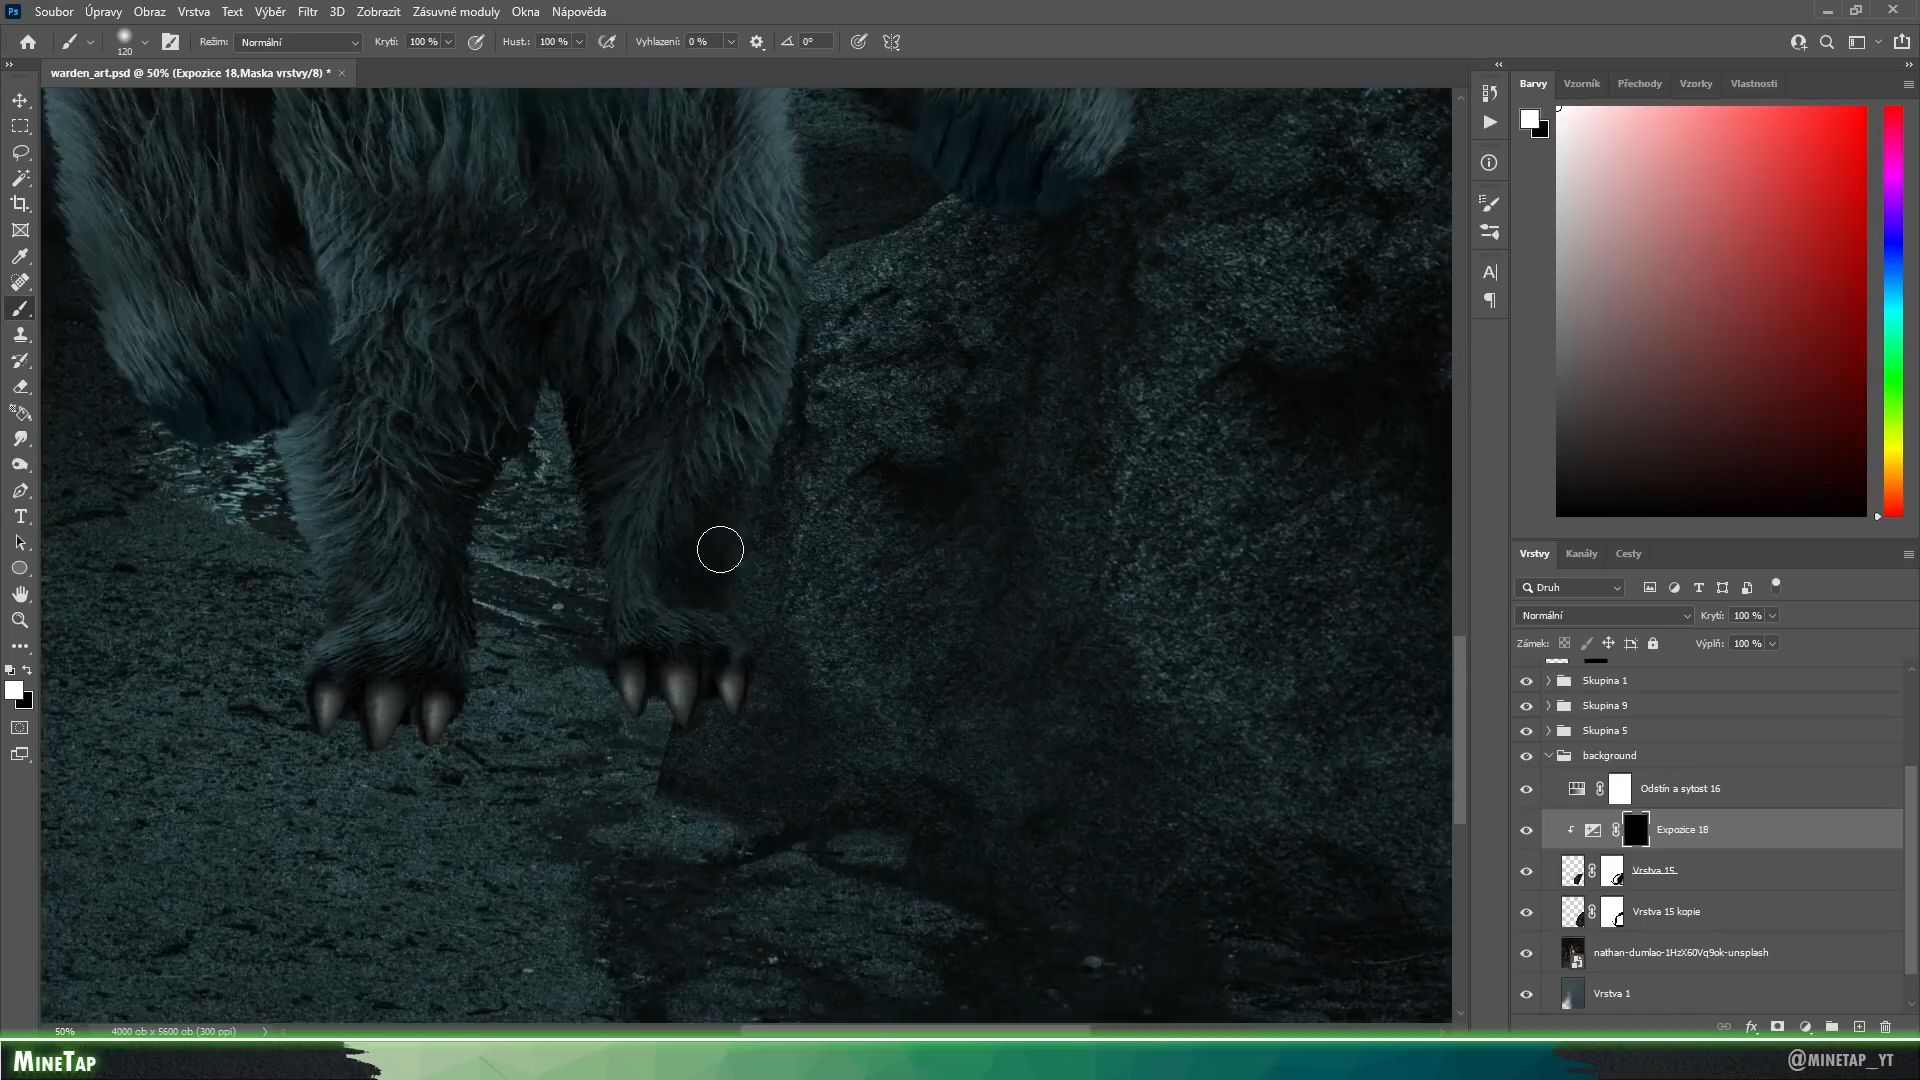 Ps Soubor Úpravy Obraz Vrstva Text Výběr Filtr 3D Zobrazit Zásuvné moduly Okna Nápověda
120 Režim: Normální Krytí: 100 % Hust.: 100 % Vyhlazení: 0 % 0°
warden_art.psd @ 50% (Expozice 18,Maska vrstvy/8) *
Barvy Vzorník Přechody Vzorky Vlastnosti
Vrstvy Kanály Cesty
Druh
Normální Krytí: 100 %
Zámek: Výplň: 100 %
Skupina 1
Skupina 9
Skupina 5
background
Odstín a sytost 16
Expozice 18
Vrstva 15
Vrstva 15 kopie
nathan-dumlao-1HzX60Vq9ok-unsplash
Vrstva 1
50% 4000 ob x 5600 ob (300 ppi)
MINETAP
@MINETAP_YT